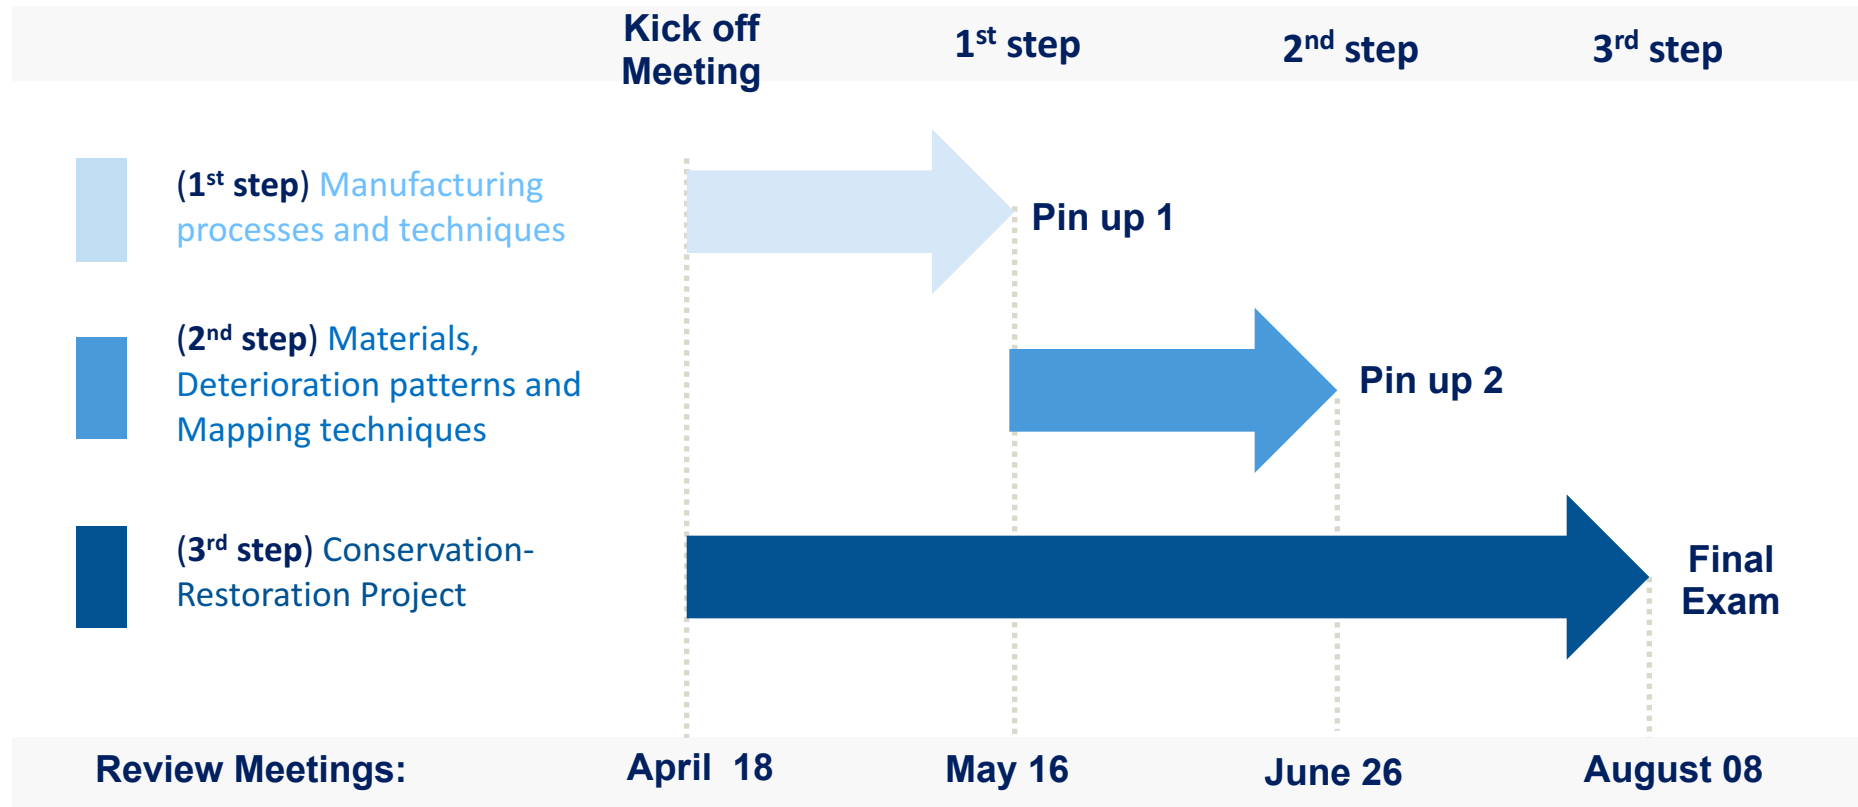 Kick off
Meeting
1st step
2nd step
3rd step
(1st step) Manufacturing
processes and techniques
Pin up 1
(2nd step) Materials,
Deterioration patterns and
Mapping techniques
Pin up 2
(3rd step) Conservation-
Restoration Project
Final
Exam
Review Meetings:
April 18
May 16
June 26
August 08